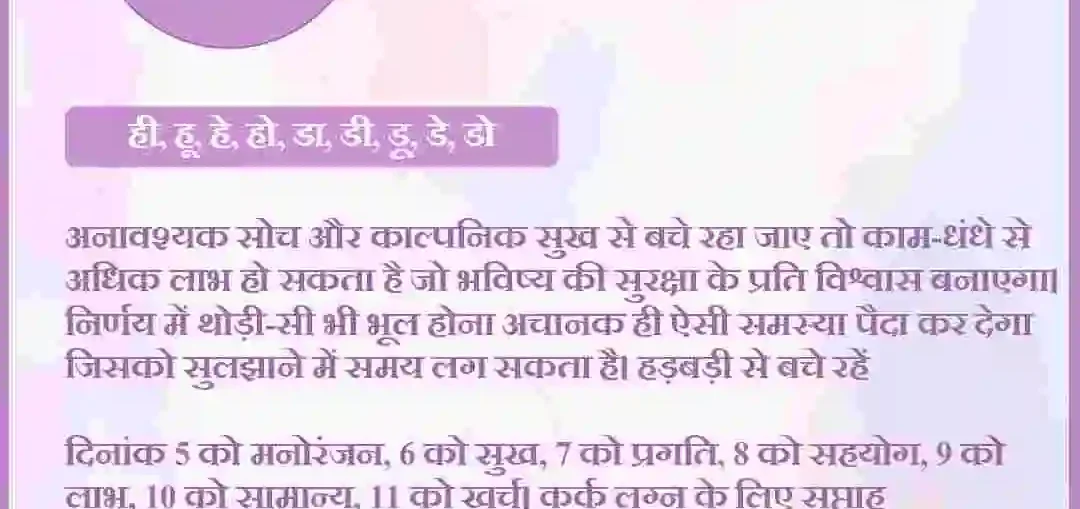 ही, हू, हे, हो, डा, डी, डू, डे, डो
अनावश्यक सोच और काल्पनिक सुख से बचे रहा जाए तो काम-धंधे से
अधिक लाभ हो सकता है जो भविष्य की सुरक्षा के प्रति विश्वास बनाएगा।
निर्णय में थोड़ी-सी भी भूल होना अचानक ही ऐसी समस्या पैदा कर देगा
जिसको सुलझाने में समय लग सकता है। हड़बड़ी से बचे रहें
दिनांक 5 को मनोरंजन, 6 को सुख, 7 को प्रगति, 8 को सहयोग, 9 को
लाभ, 10 को सामान्य, 11 को खर्च। कर्क लग्न के लिए सप्ताह